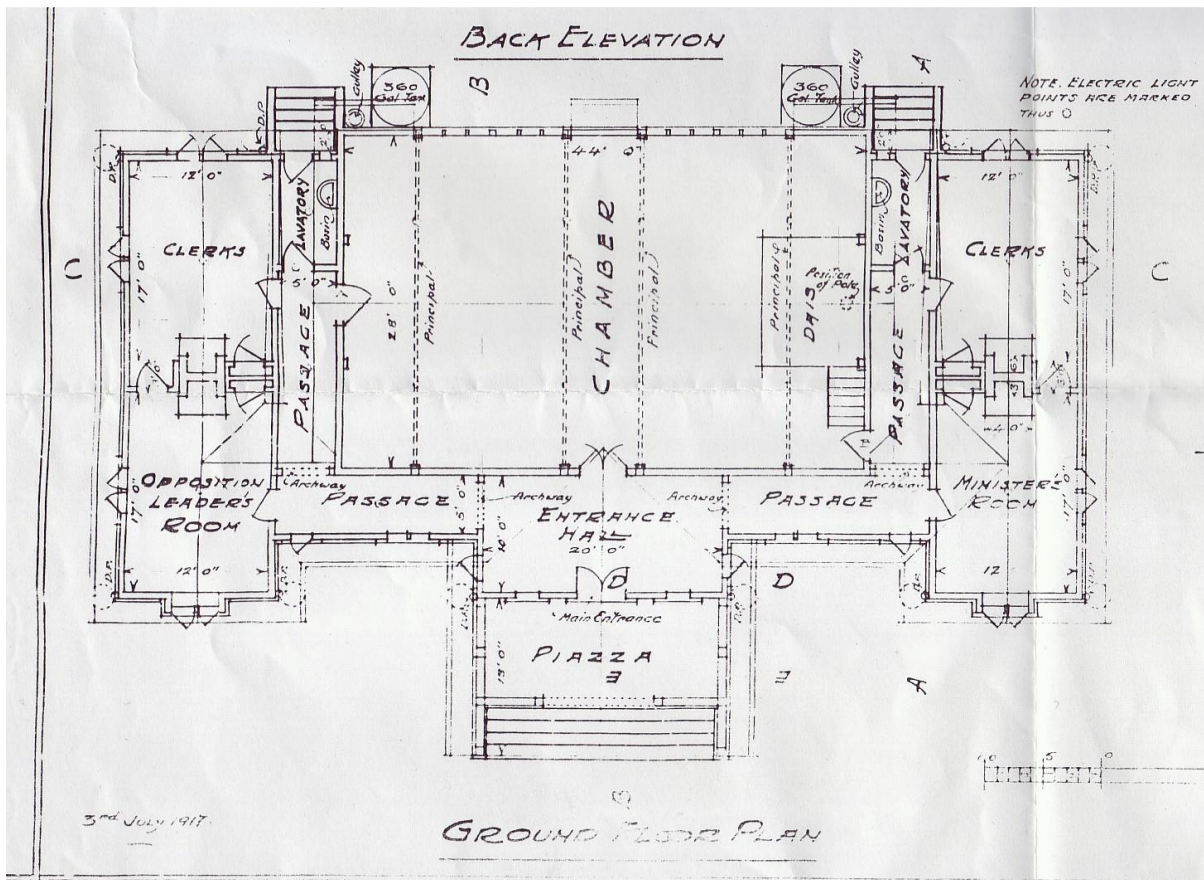 BACK ELEVATION
NOTE. ELECTRIC LIGHT
POINTS ARE MARKED
THUS O
A
B
Gulley
360
Gal. Tank
360
Gal. Tank
Gulley
D.P.
D.P.
2'0"
44' 0"
12' 0"
12' 0"
LAVATORY
Basin
Basin
LAVATORY
CLERKS
CLERKS
C
C
17' 0"
17' 0"
5' 0"
5' 0"
CHAMBER
28' 0"
Principal
Principal
Principal
Principal
DAIS
Position
of Pole
PASSAGE
PASSAGE
4' 0"
OPPOSITION
LEADER'S
ROOM
17' 0"
12' 0"
MINISTER'S
ROOM
17' 0"
12
Archway
Archway
Archway
Archway
PASSAGE
5' 0"
PASSAGE
ENTRANCE
HALL
20' 0"
10' 0"
D
D
D.P.
D.P.
Main Entrance
PIAZZA
13' 0"
E
E
A
B
10
5
0
3rd July 1917
GROUND FLOOR PLAN